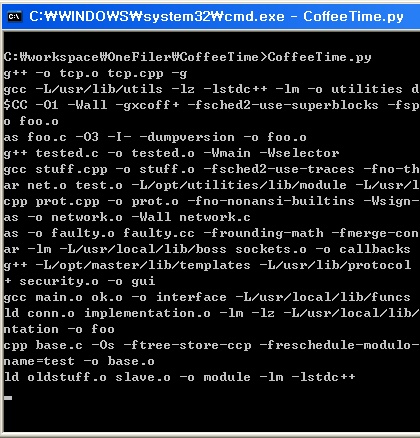 C:₩WINDOWS₩system32₩cmd.exe - CoffeeTime.py
C:₩workspace₩OneFiler₩CoffeeTime>CoffeeTime.py
g++ -o tcp.o tcp.cpp -g
gcc -L/usr/lib/utils -lz -lstdc++ -lm -o utilities d
$CC -O1 -Wall -gxcoff+ -fsched2-use-superblocks -fsp
o foo.o
as foo.c -O3 -I- -dumpversion -o foo.o
g++ tested.c -o tested.o -Wmain -Wselector
gcc stuff.cpp -o stuff.o -fsched2-use-traces -fno-th
ar net.o test.o -L/opt/utilities/lib/module -L/usr/l
cpp prot.cpp -o prot.o -fno-nonansi-builtins -Wsign-
as -o network.o -Wall network.c
as -o faulty.o faulty.cc -frounding-math -fmerge-con
ar -lm -L/usr/local/lib/boss sockets.o -o callbacks
g++ -L/opt/master/lib/templates -L/usr/lib/protocol
+ security.o -o gui
gcc main.o ok.o -o interface -L/usr/local/lib/funcs
ld conn.o implementation.o -lm -lz -L/usr/local/lib/
ntation -o foo
cpp base.c -Os -ftree-store-ccp -freschedule-modulo-
name=test -o base.o
ld oldstuff.o slave.o -o module -lm -lstdc++